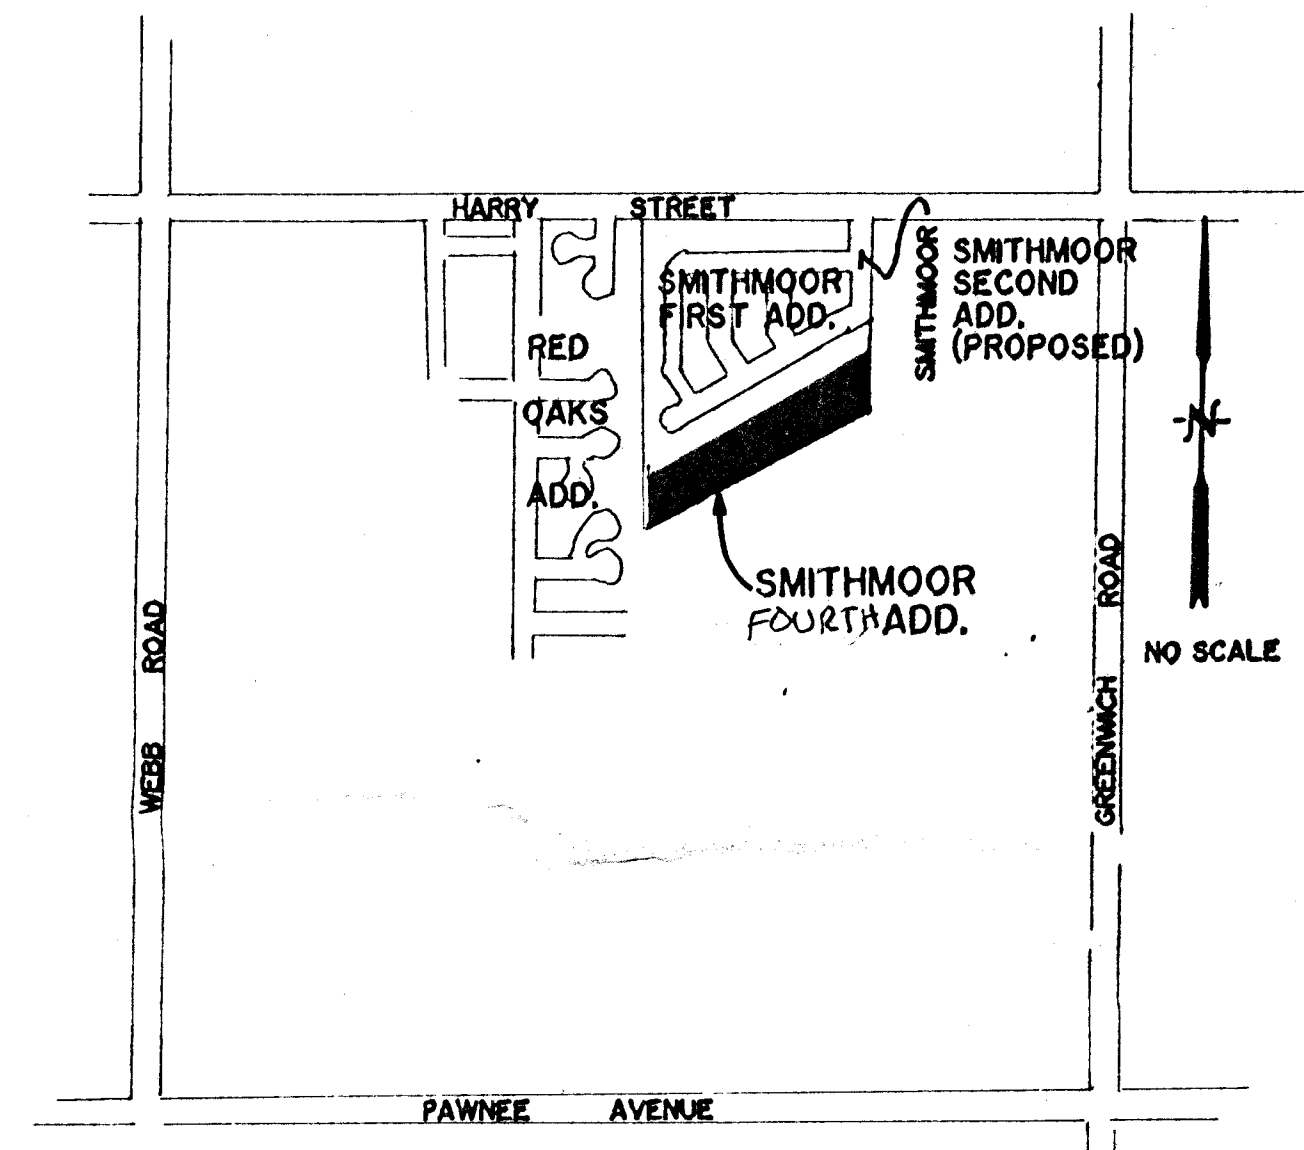 HARRY STREET
SMITHMOOR
FIRST ADD.
SMITHMOOR
SMITHMOOR
SECOND
ADD.
(PROPOSED)
RED
OAKS
ADD.
N
SMITHMOOR
FOURTH ADD.
NO SCALE
WEBB ROAD
GREENWICH ROAD
PAWNEE AVENUE